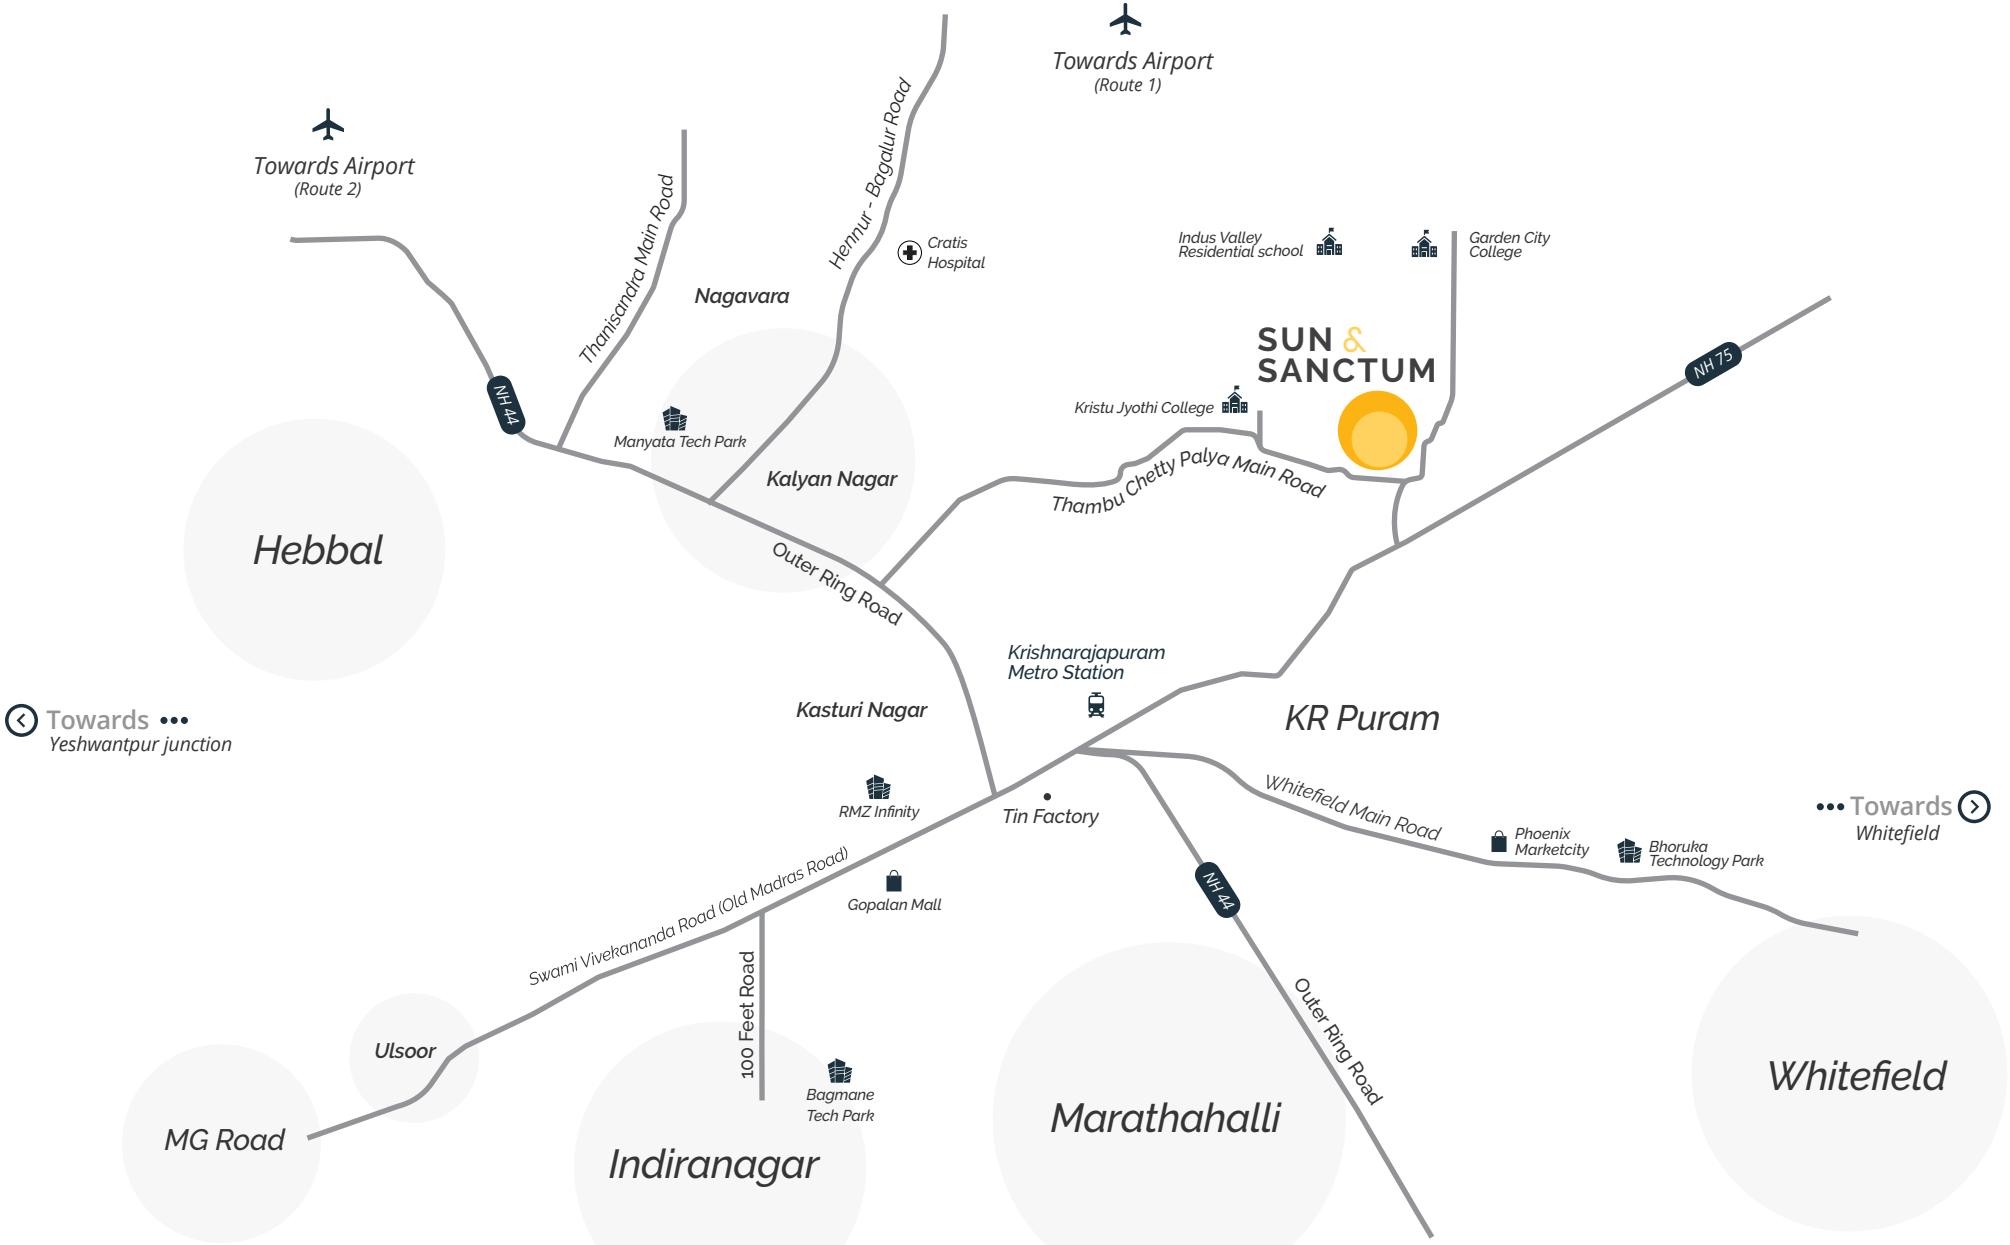 Towards Airport
(Route 1)
Towards Airport
(Route 2)
Hennur - Bagalur Road
Thanisandra Main Road
Cratis
Hospital
Indus Valley
Residential school
Garden City
College
Nagavara
SUN &
SANCTUM
NH 75
NH 44
Kristu Jyothi College
Manyata Tech Park
Kalyan Nagar
Thambu Chetty Palya Main Road
Hebbal
Outer Ring Road
Krishnarajapuram
Metro Station
Kasturi Nagar
KR Puram
Towards
Yeshwantpur junction
RMZ Infinity
Tin Factory
Whitefield Main Road
Towards
Whitefield
Phoenix
Marketcity
Bhoruka
Technology Park
Swami Vivekananda Road (Old Madras Road)
Gopalan Mall
NH 44
100 Feet Road
Outer Ring Road
Ulsoor
Bagmane
Tech Park
Whitefield
MG Road
Indiranagar
Marathahalli